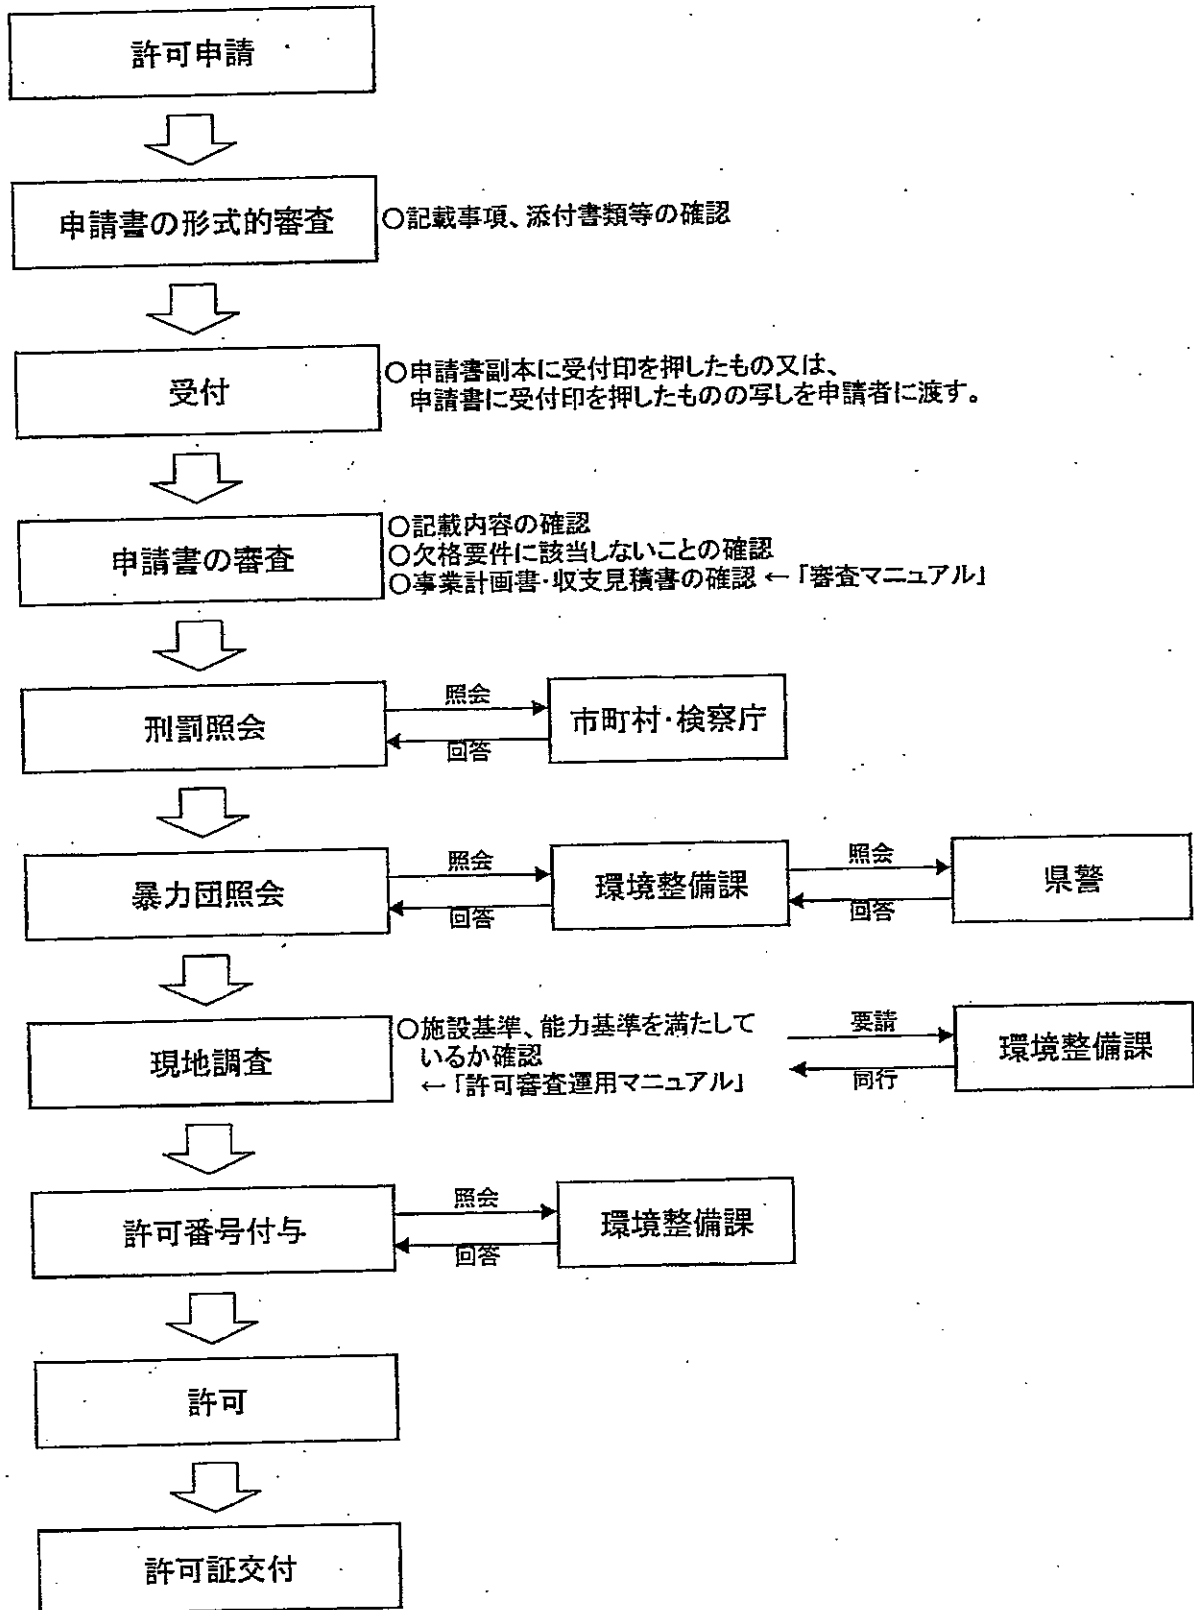 許可申請
申請書の形式的審査
○記載事項、添付書類等の確認
受付
○申請書副本に受付印を押したもの又は、
申請書に受付印を押したものの写しを申請者に渡す。
申請書の審査
○記載内容の確認
○欠格要件に該当しないことの確認
○事業計画書・収支見積書の確認 ← 「審査マニュアル」
刑罰照会
照会
回答
市町村・検察庁
暴力団照会
照会
回答
環境整備課
照会
回答
県警
現地調査
○施設基準、能力基準を満たして
いるか確認
← 「許可審査運用マニュアル」
要請
同行
環境整備課
許可番号付与
照会
回答
環境整備課
許可
許可証交付